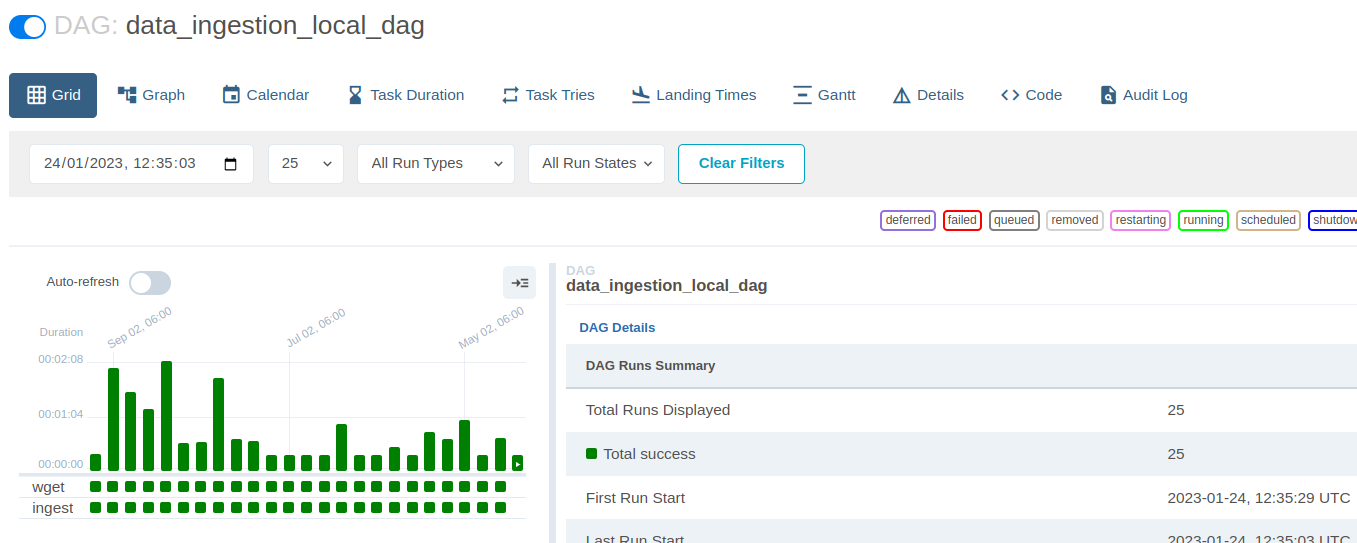 DAG: data_ingestion_local_dag
Grid Graph Calendar Task Duration Task Tries Landing Times Gantt Details Code Audit Log
24/01/2023, 12:35:03 25 All Run Types All Run States Clear Filters
deferred failed queued removed restarting running scheduled shutdow
Auto-refresh
Duration
Sep 02, 06:00 Jul 02, 06:00 May 02, 06:00
00:02:08
00:01:04
00:00:00
wget
ingest
DAG
data_ingestion_local_dag
DAG Details
DAG Runs Summary
Total Runs Displayed 25
Total success 25
First Run Start 2023-01-24, 12:35:29 UTC
Last Run Start 2023-01-24, 12:35:03 UTC